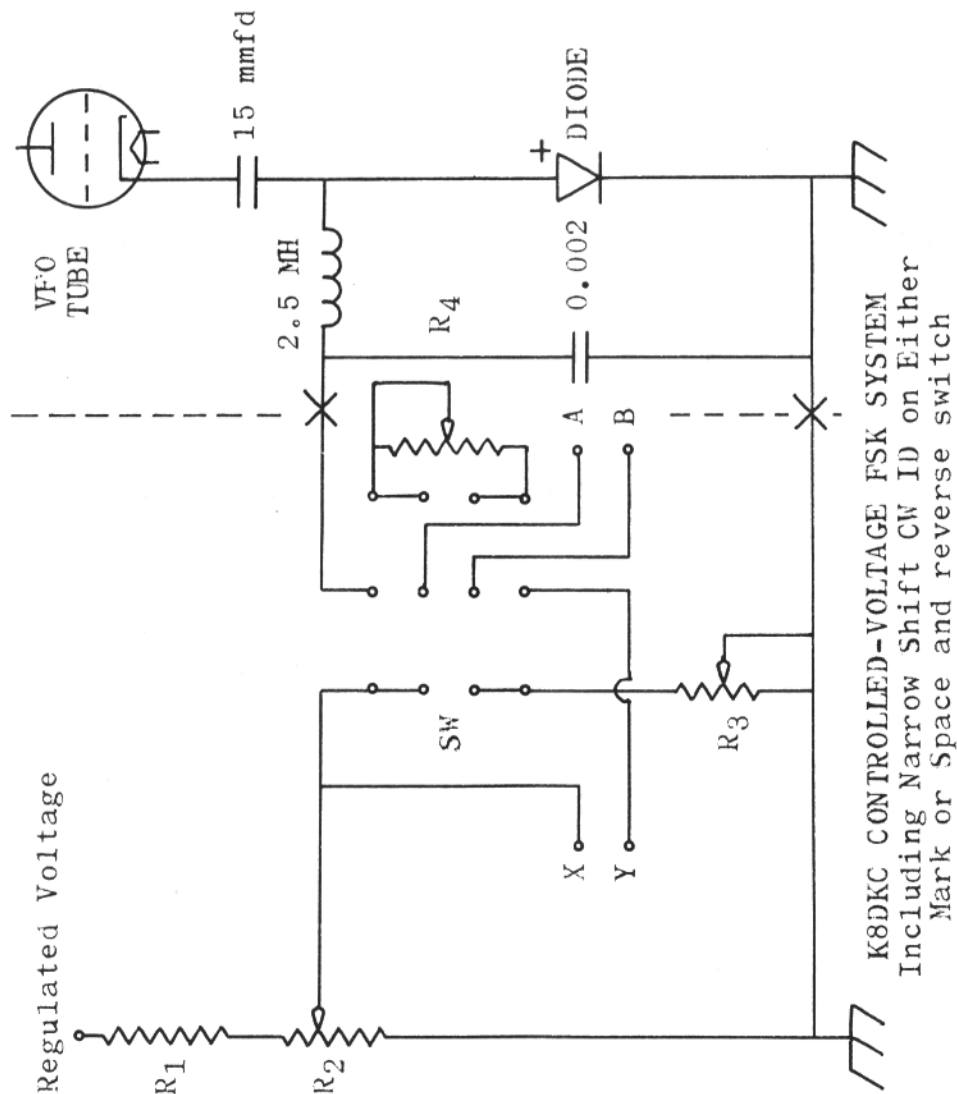 Regulated Voltage
R1
R2
X
Y
SW
R3
A
B
R4
2.5 MH
0.002
VFO
TUBE
15 mmfd
+
DIODE
K8DKC CONTROLLED-VOLTAGE FSK SYSTEM
Including Narrow Shift CW ID on Either
Mark or Space and reverse switch